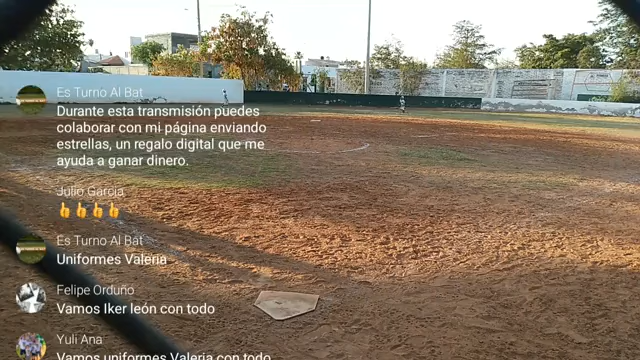 Es Turno Al Bat
Durante esta transmisión puedes
colaborar con mi página enviando
estrellas, un regalo digital que me
ayuda a ganar dinero.
Julio Garcia
👍👍👍👍
Es Turno Al Bat
Uniformes Valeria
Felipe Orduño
Vamos Iker león con todo
Yuli Ana
Vamos uniformes Valeria con todo